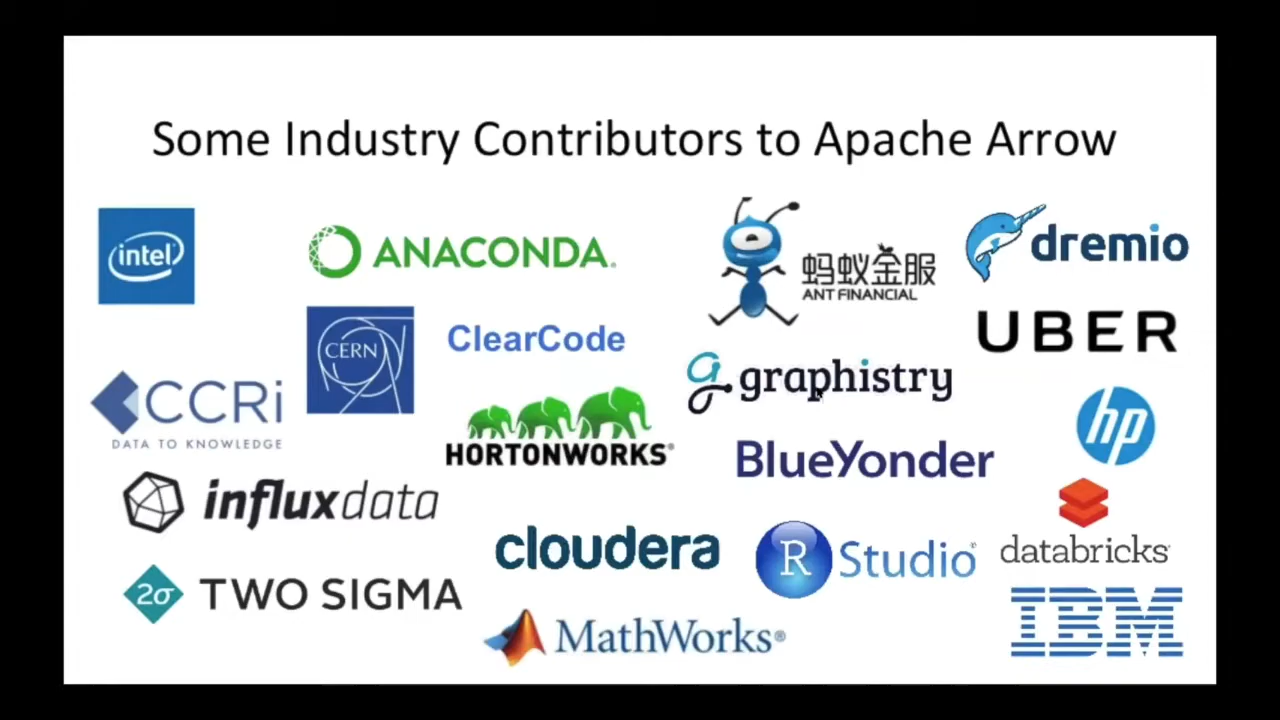 Some Industry Contributors to Apache Arrow
intel
ANACONDA.
蚂蚁金服
ANT FINANCIAL
dremio
CERN
ClearCode
UBER
CCRi
DATA TO KNOWLEDGE
graphistry
hp
HORTONWORKS®
BlueYonder
influxdata
cloudera
R Studio®
databricks
2σ TWO SIGMA
MathWorks®
IBM